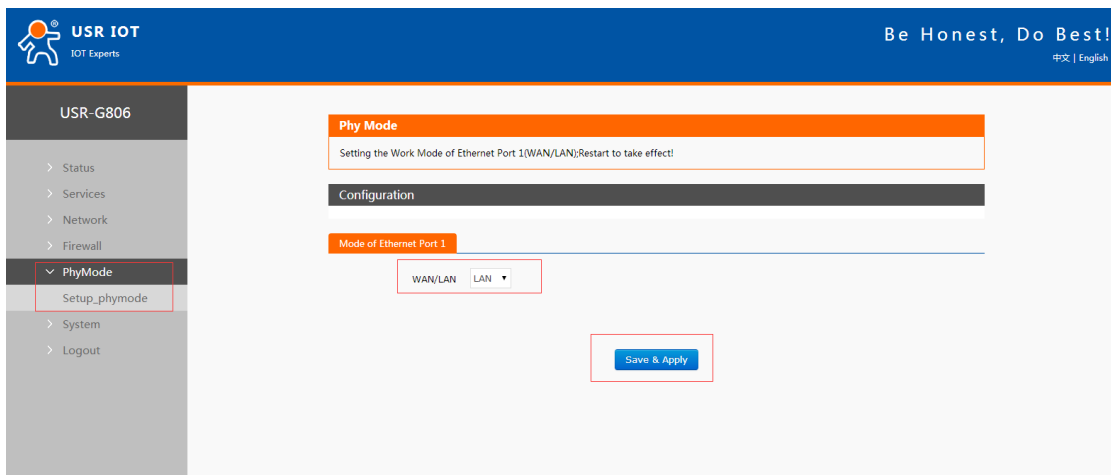 USR IOT
IOT Experts
Be Honest, Do Best!
中文 | English
USR-G806
Status
Services
Network
Firewall
PhyMode
Setup_phymode
System
Logout
Phy Mode
Setting the Work Mode of Ethernet Port 1(WAN/LAN);Restart to take effect!
Configuration
Mode of Ethernet Port 1
WAN/LAN LAN
Save & Apply